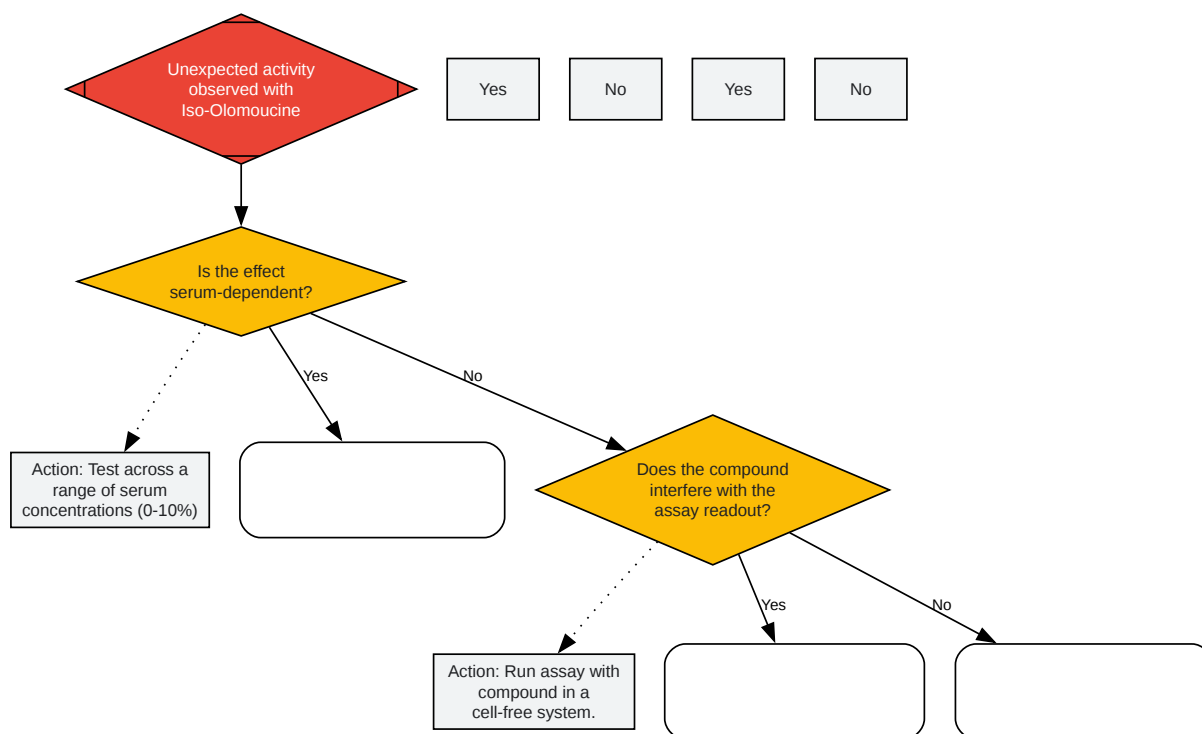 Unexpected activity
observed with
Iso-Olomoucine
Yes
No
Yes
No
Is the effect
serum-dependent?
Yes
No
Action: Test across a
range of serum
concentrations (0-10%)
Does the compound
interfere with the
assay readout?
Yes
No
Action: Run assay with
compound in a
cell-free system.